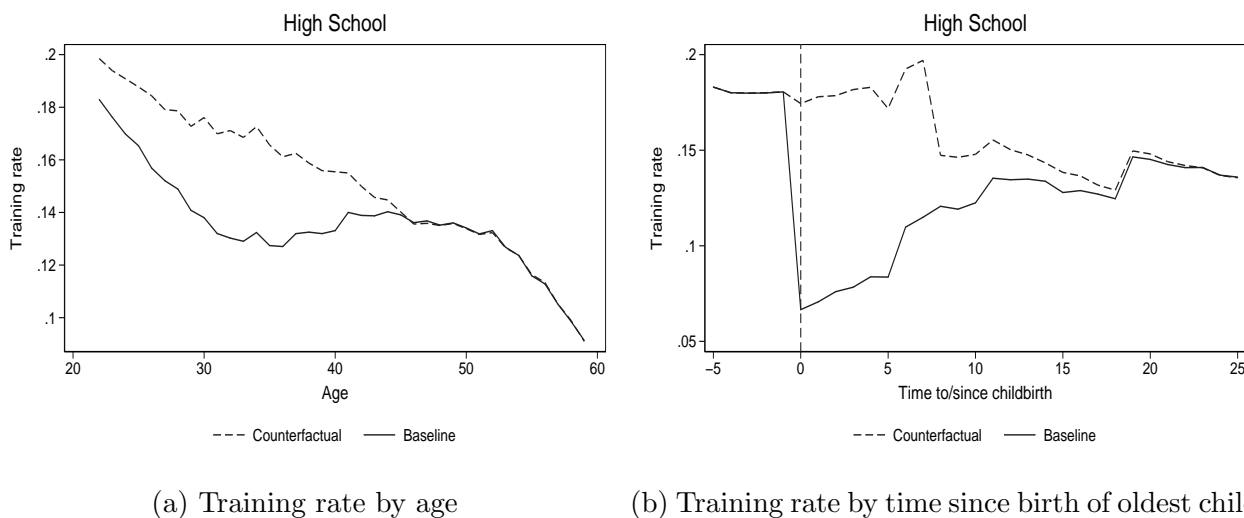 High School
.2
.18
.16
.14
.12
.1
Training rate
20 30 40 50 60
Age
Counterfactual Baseline
(a) Training rate by age
High School
.2
.15
.1
.05
Training rate
−5 0 5 10 15 20 25
Time to/since childbirth
Counterfactual Baseline
(b) Training rate by time since birth of oldest chil